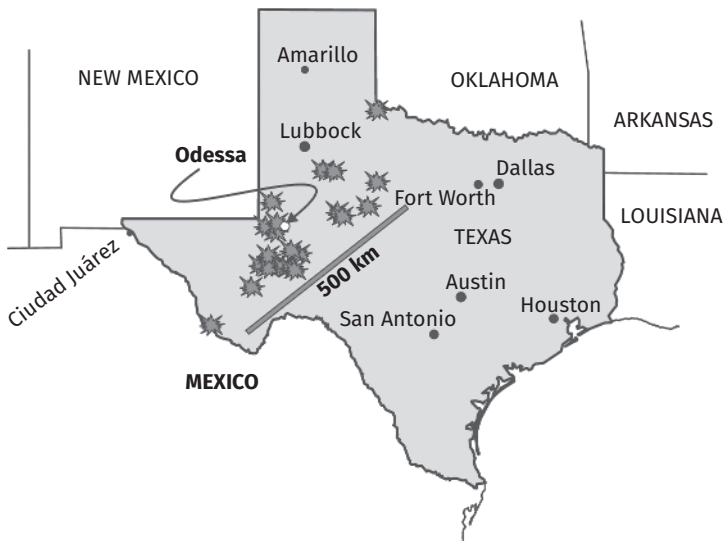 Amarillo
NEW MEXICO
OKLAHOMA
ARKANSAS
Lubbock
Odessa
Dallas
Fort Worth
LOUISIANA
TEXAS
Ciudad Juárez
500 km
Austin
Houston
San Antonio
MEXICO